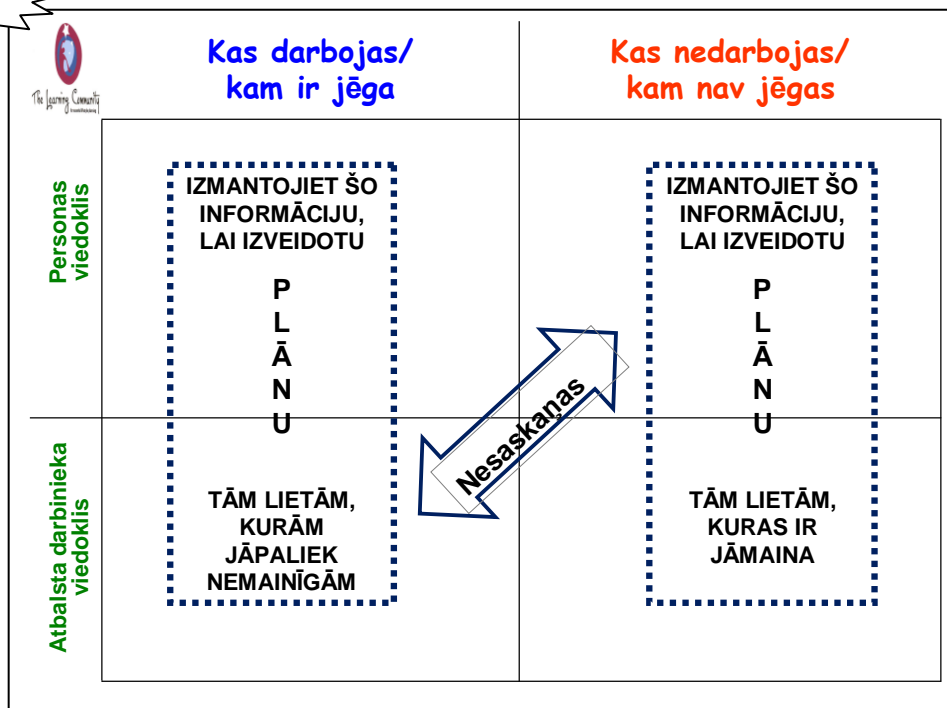 The Learning Community
Kas darbojas/
kam ir jēga
Kas nedarbojas/
kam nav jēgas
Personas
viedoklis
IZMANTOJIET ŠO
INFORMĀCIJU,
LAI IZVEIDOTU
P
L
Ā
N
U
TĀM LIETĀM,
KURĀM
JĀPALIEK
NEMAINĪGĀM
Nesaskaņas
IZMANTOJIET ŠO
INFORMĀCIJU,
LAI IZVEIDOTU
P
L
Ā
N
U
TĀM LIETĀM,
KURAS IR
JĀMAINA
Atbalsta darbinieka
viedoklis